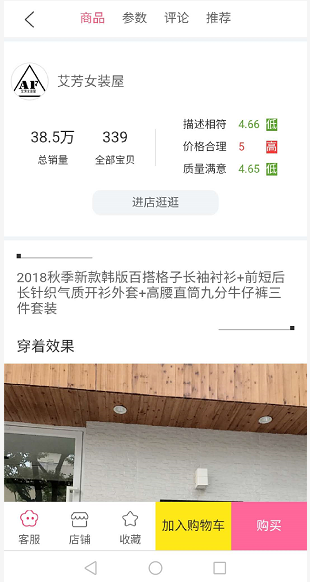 商品 参数 评论 推荐
AF
艾芳女装屋
38.5万 339
总销量 全部宝贝
描述相符 4.66 低
价格合理 5 高
质量满意 4.65 低
进店逛逛
2018秋季新款韩版百搭格子长袖衬衫+前短后
长针织气质开衫外套+高腰直筒九分牛仔裤三
件套装
穿着效果
客服 店铺 收藏 加入购物车 购买